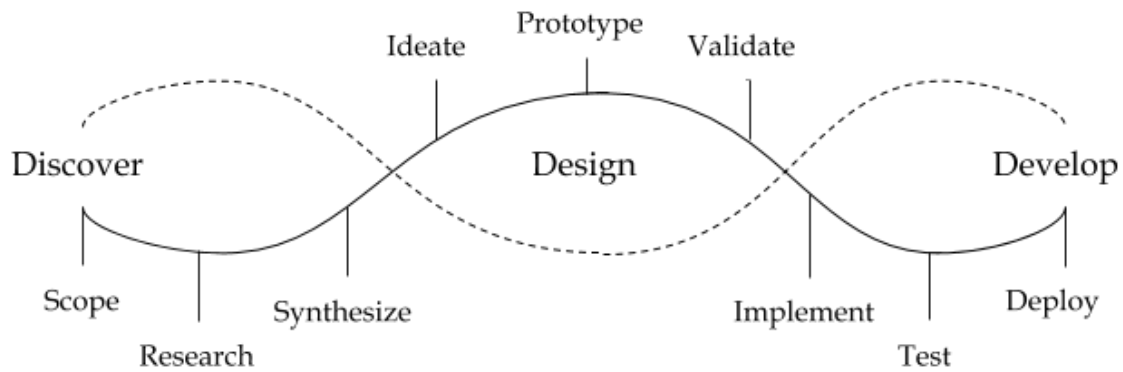 Prototype
Ideate
Validate
Discover
Design
Develop
Scope
Synthesize
Implement
Deploy
Research
Test